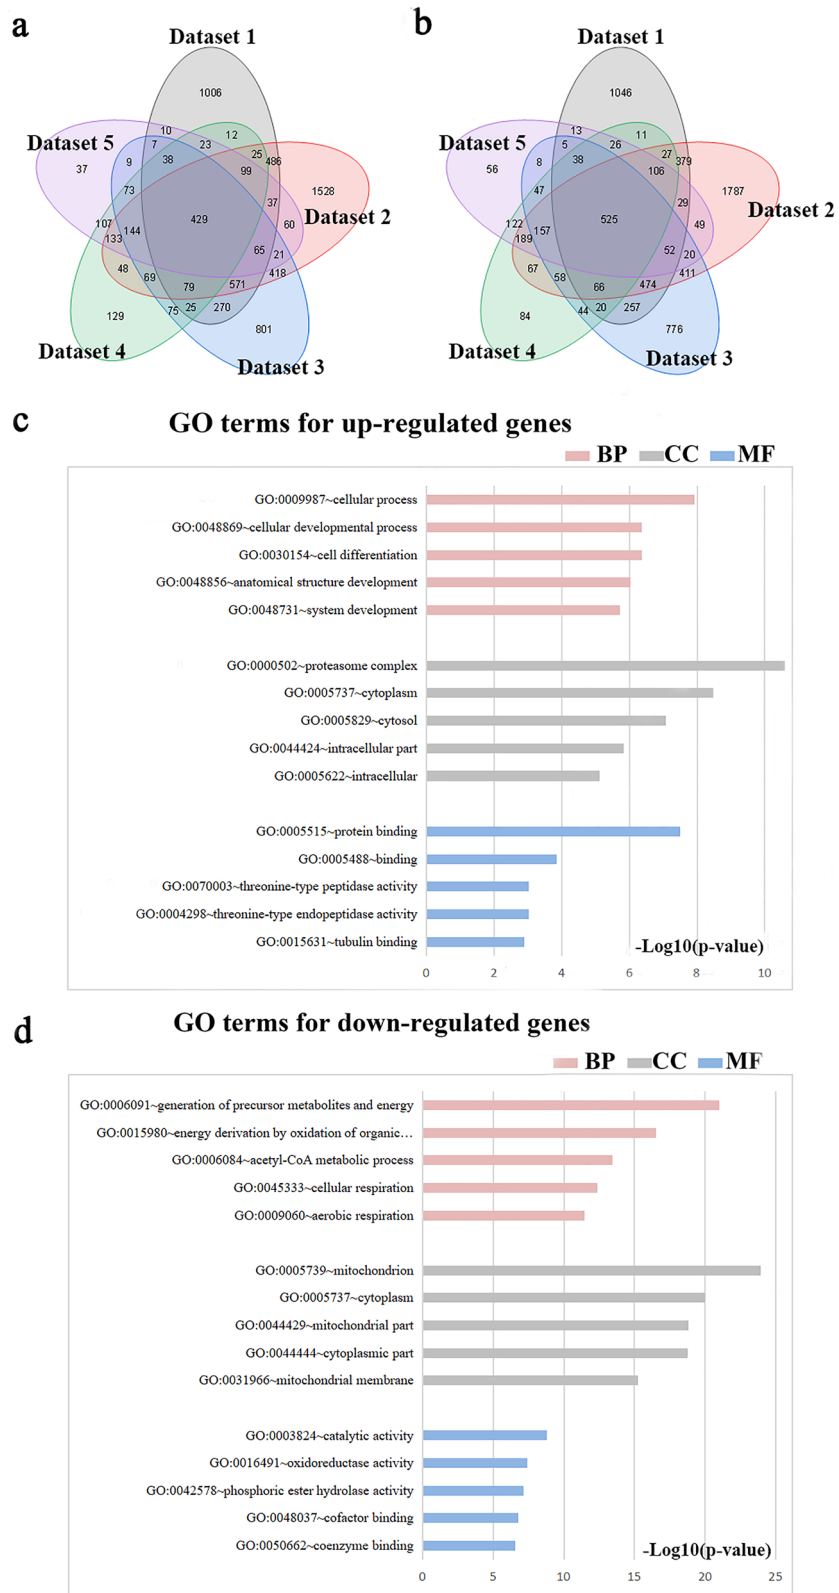 a
Dataset 1
1006
Dataset 5
10
12
7
23
9
38
25
486
37
99
1528
73
37
Dataset 2
429
60
107
144
133
65
21
48
418
69
571
79
129
75
25
270
801
Dataset 4
Dataset 3
b
Dataset 1
1046
Dataset 5
13
11
5
26
8
38
27
379
56
106
1787
47
29
Dataset 2
525
49
122
157
189
52
20
67
411
58
474
66
84
44
20
257
776
Dataset 4
Dataset 3
c
GO terms for up-regulated genes
BP CC MF
GO:0009987~cellular process
GO:0048869~cellular developmental process
GO:0030154~cell differentiation
GO:0048856~anatomical structure development
GO:0048731~system development
GO:0000502~proteasome complex
GO:0005737~cytoplasm
GO:0005829~cytosol
GO:0044424~intracellular part
GO:0005622~intracellular
GO:0005515~protein binding
GO:0005488~binding
GO:0070003~threonine-type peptidase activity
GO:0004298~threonine-type endopeptidase activity
GO:0015631~tubulin binding
-Log10(p-value)
0 2 4 6 8 10
d
GO terms for down-regulated genes
BP CC MF
GO:0006091~generation of precursor metabolites and energy
GO:0015980~energy derivation by oxidation of organic…
GO:0006084~acetyl-CoA metabolic process
GO:0045333~cellular respiration
GO:0009060~aerobic respiration
GO:0005739~mitochondrion
GO:0005737~cytoplasm
GO:0044429~mitochondrial part
GO:0044444~cytoplasmic part
GO:0031966~mitochondrial membrane
GO:0003824~catalytic activity
GO:0016491~oxidoreductase activity
GO:0042578~phosphoric ester hydrolase activity
GO:0048037~cofactor binding
GO:0050662~coenzyme binding
-Log10(p-value)
0 5 10 15 20 25